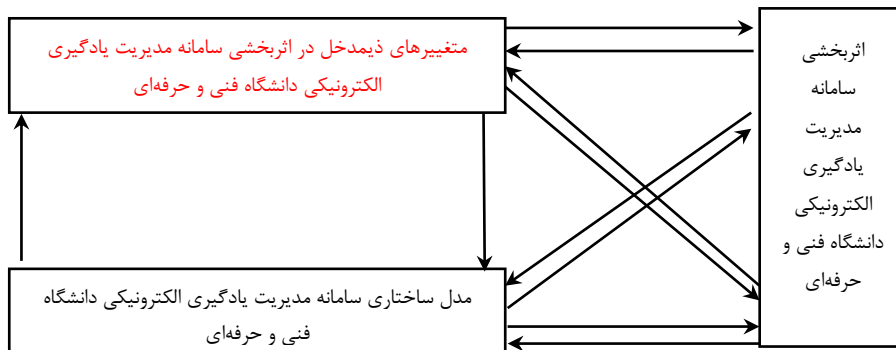 متغییرهای ذیمدخل در اثربخشی سامانه مدیریت یادگیری
الکترونیکی دانشگاه فنی و حرفه‌ای
اثربخشی
سامانه
مدیریت
یادگیری
الکترونیکی
دانشگاه فنی و
حرفه‌ای
مدل ساختاری سامانه مدیریت یادگیری الکترونیکی دانشگاه
فنی و حرفه‌ای